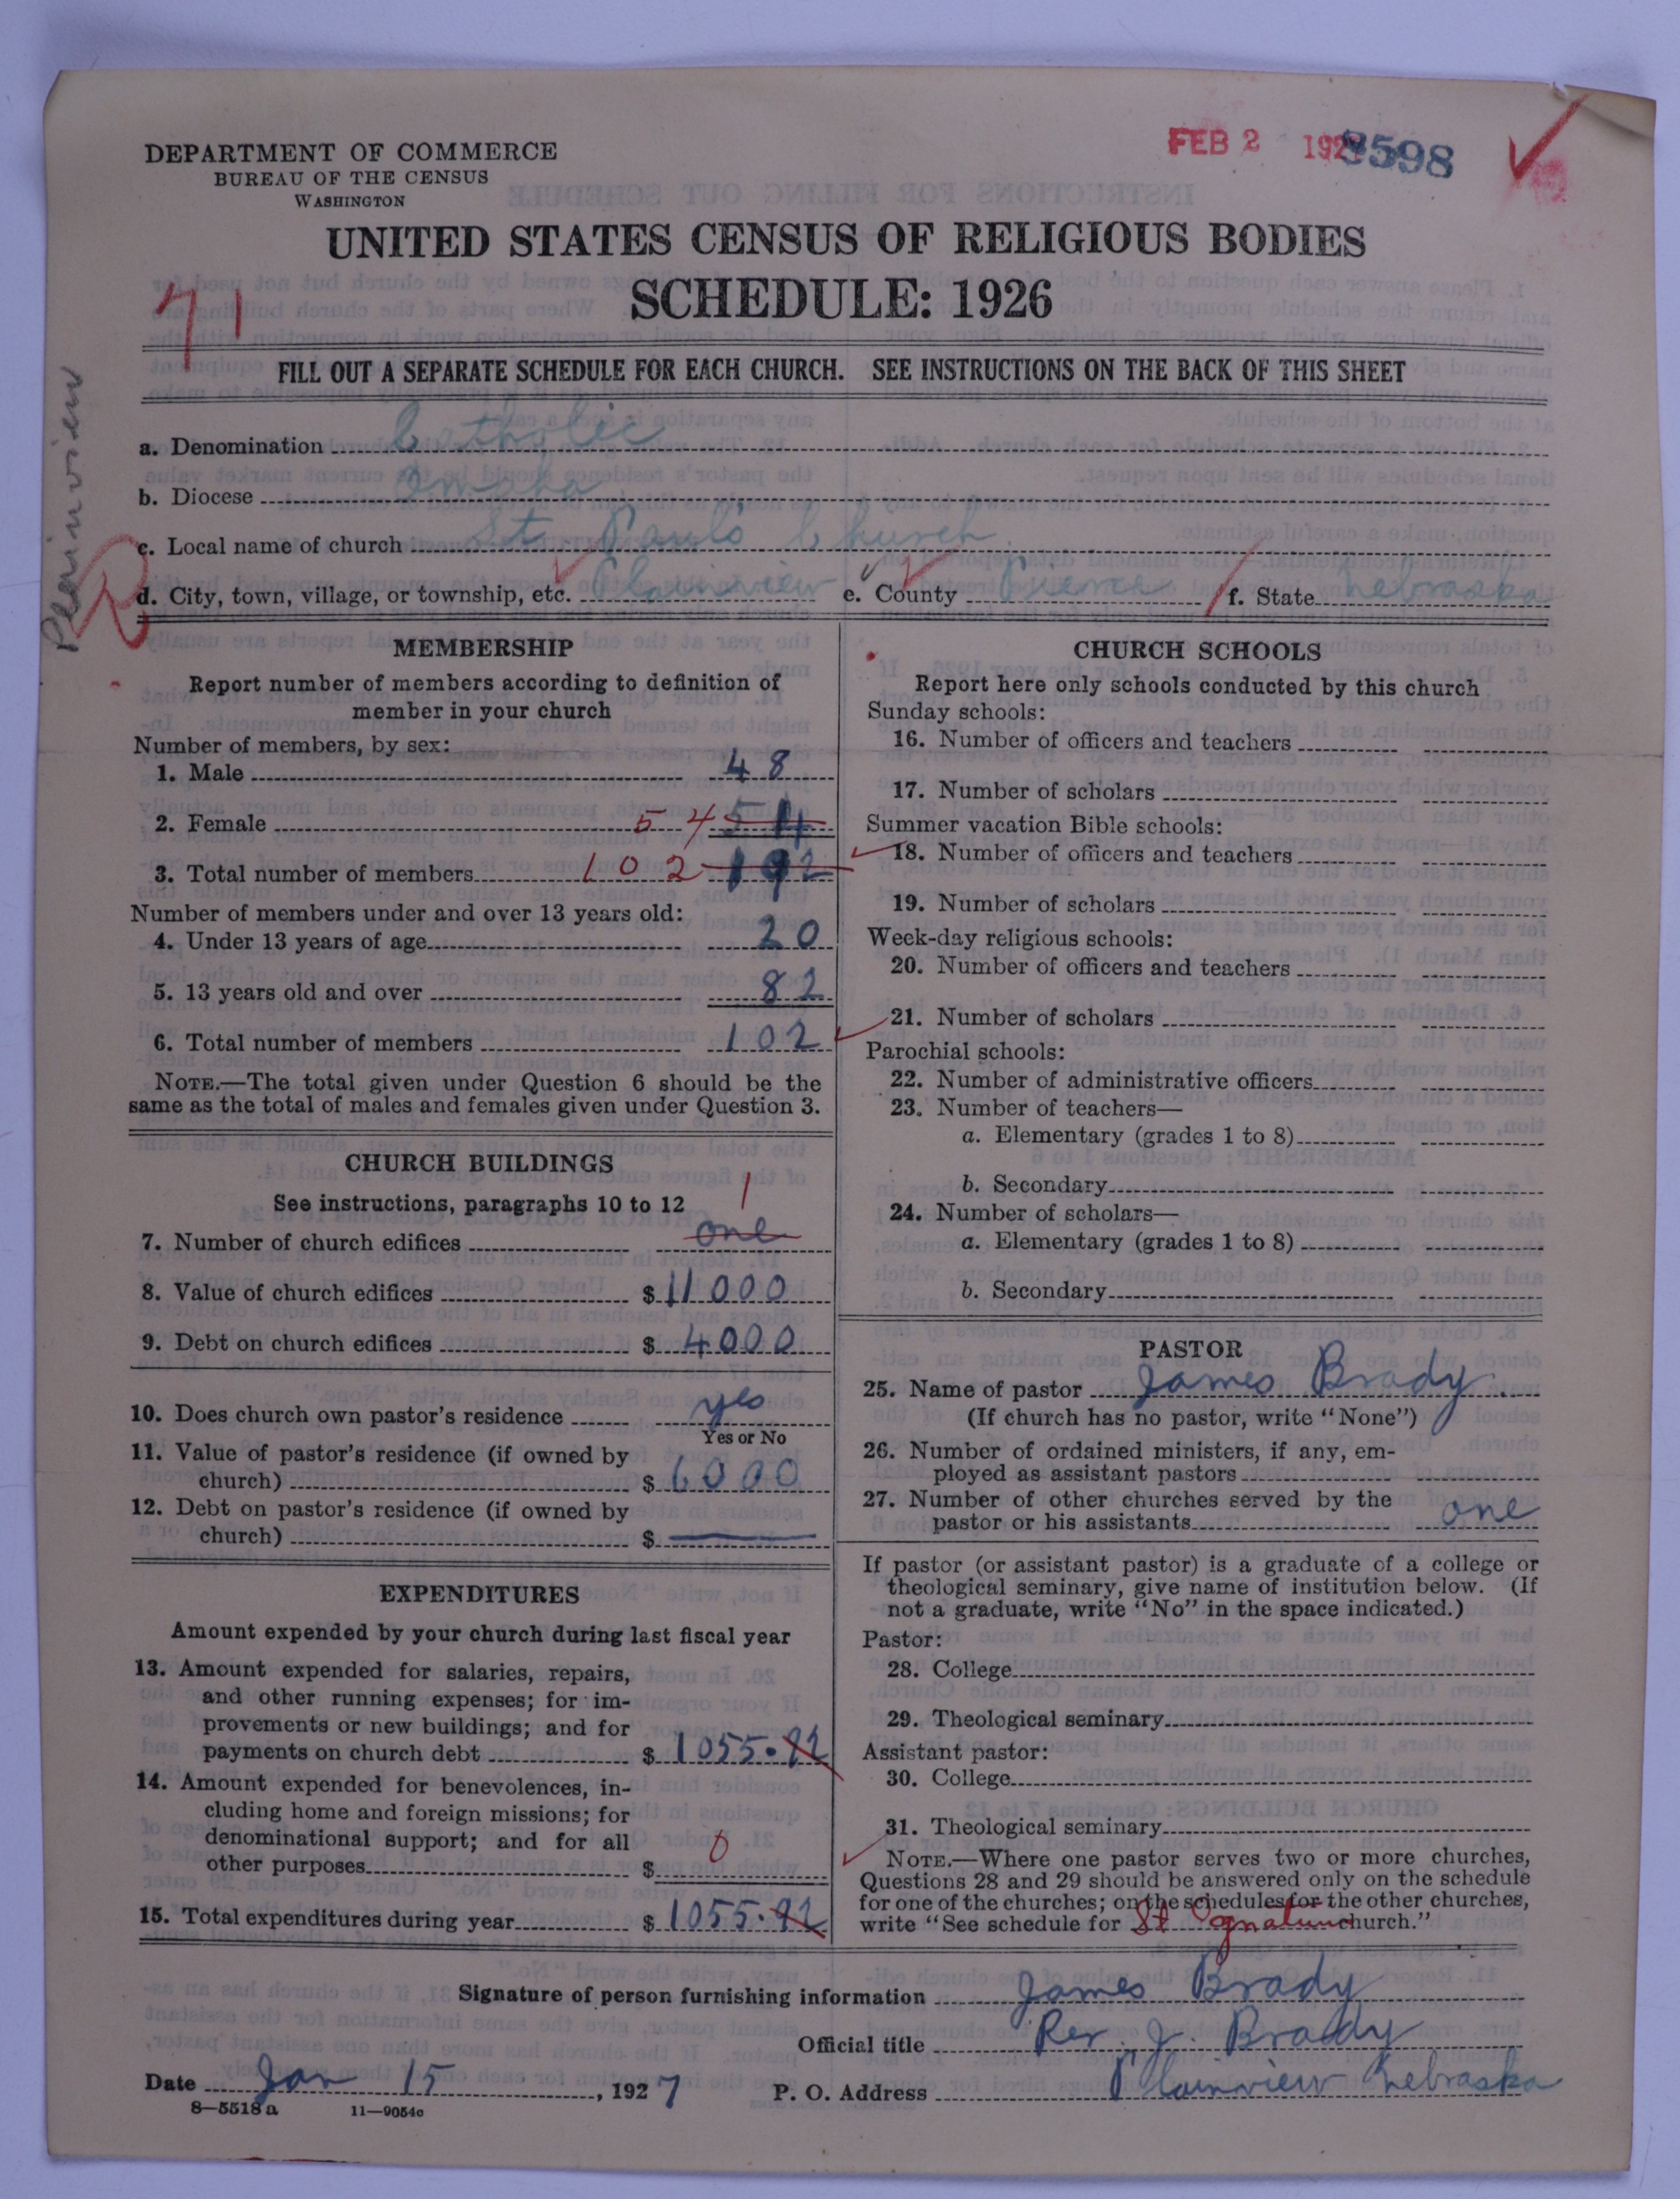 DEPARTMENT OF COMMERCE
BUREAU OF THE CENSUS
WASHINGTON
FEB 2 192 8598
UNITED STATES CENSUS OF RELIGIOUS BODIES
SCHEDULE: 1926
71
FILL OUT A SEPARATE SCHEDULE FOR EACH CHURCH. SEE INSTRUCTIONS ON THE BACK OF THIS SHEET
Plainview
a. Denomination Catholic
b. Diocese Omaha
c. Local name of church St. Paul's Church
d. City, town, village, or township, etc. Plainview e. County Pierce f. State Nebraska
MEMBERSHIP
Report number of members according to definition of
member in your church
Number of members, by sex:
1. Male 48
2. Female 54 54
3. Total number of members 102 192
Number of members under and over 13 years old:
4. Under 13 years of age 20
5. 13 years old and over 82
6. Total number of members 102
NOTE.—The total given under Question 6 should be the
same as the total of males and females given under Question 3.
CHURCH BUILDINGS
See instructions, paragraphs 10 to 12
1
7. Number of church edifices one
8. Value of church edifices $ 11000
9. Debt on church edifices $ 4000
10. Does church own pastor's residence yes
Yes or No
11. Value of pastor's residence (if owned by
church) $ 6000
12. Debt on pastor's residence (if owned by
church) $ —
EXPENDITURES
Amount expended by your church during last fiscal year
13. Amount expended for salaries, repairs,
and other running expenses; for im-
provements or new buildings; and for
payments on church debt $ 1055.92
14. Amount expended for benevolences, in-
cluding home and foreign missions; for
denominational support; and for all
other purposes $ 0
15. Total expenditures during year $ 1055.92
CHURCH SCHOOLS
Report here only schools conducted by this church
Sunday schools:
16. Number of officers and teachers
17. Number of scholars
Summer vacation Bible schools:
18. Number of officers and teachers
19. Number of scholars
Week-day religious schools:
20. Number of officers and teachers
21. Number of scholars
Parochial schools:
22. Number of administrative officers
23. Number of teachers—
a. Elementary (grades 1 to 8)
b. Secondary
24. Number of scholars—
a. Elementary (grades 1 to 8)
b. Secondary
PASTOR
25. Name of pastor James Brady
(If church has no pastor, write "None")
26. Number of ordained ministers, if any, em-
ployed as assistant pastors
27. Number of other churches served by the
pastor or his assistants one
If pastor (or assistant pastor) is a graduate of a college or
theological seminary, give name of institution below. (If
not a graduate, write "No" in the space indicated.)
Pastor:
28. College
29. Theological seminary
Assistant pastor:
30. College
31. Theological seminary
NOTE.—Where one pastor serves two or more churches,
Questions 28 and 29 should be answered only on the schedule
for one of the churches; on the schedules for the other churches,
write "See schedule for St church."
Signature of person furnishing information James Brady
Official title Rev J. Brady
Date Jan 15, 1927 P. O. Address Plainview Nebraska
8—5518a 11—9054c